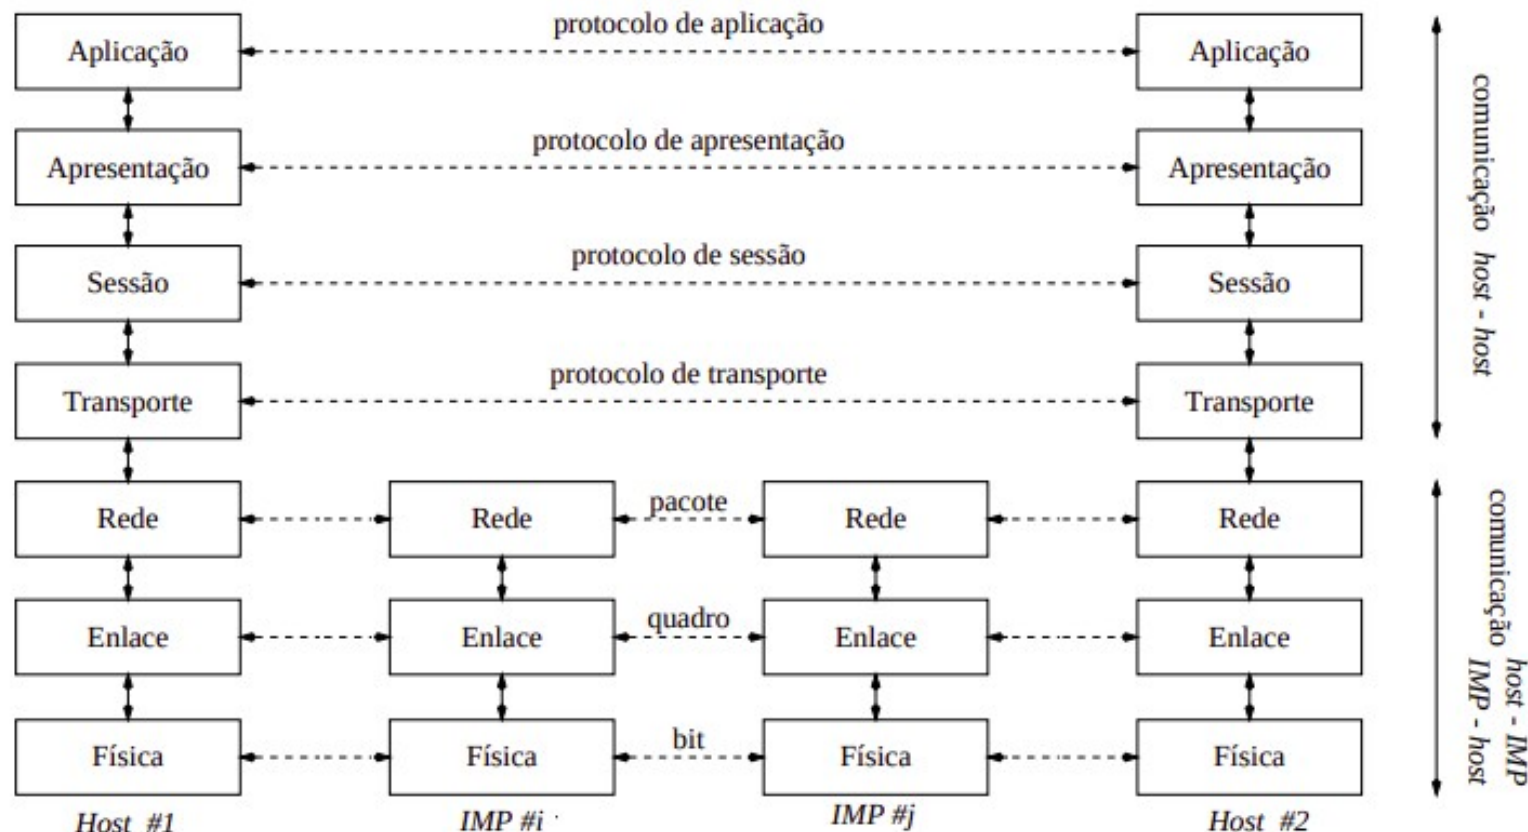 protocolo de aplicação
Aplicação
Aplicação
protocolo de apresentação
Apresentação
Apresentação
protocolo de sessão
Sessão
Sessão
protocolo de transporte
Transporte
Transporte
comunicação host - host
Rede
Rede
pacote
Rede
Rede
Enlace
Enlace
quadro
Enlace
Enlace
Física
Física
bit
Física
Física
comunicação
host - IMP
IMP - host
Host #1
IMP #i
IMP #j
Host #2